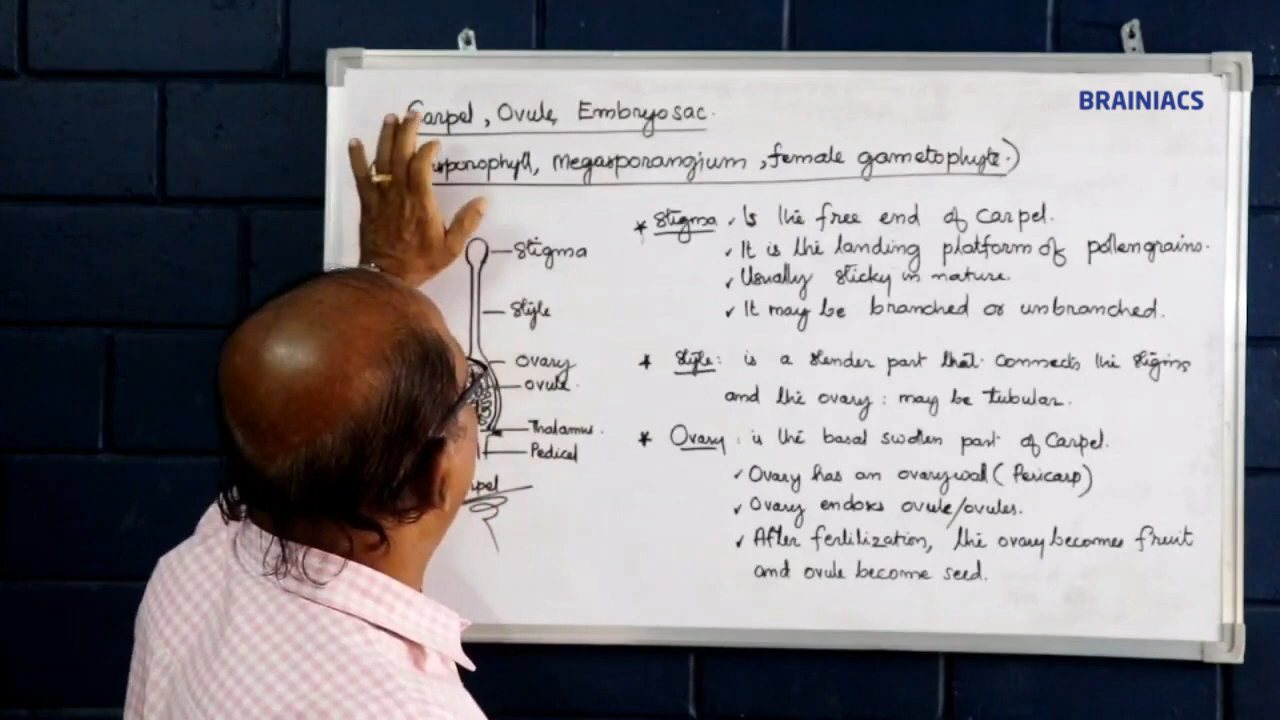 BRAINIACS
Carpel, Ovule, Embryosac.
megasporangium, female gametophyte.)
Stigma
Style
Ovary
Ovule.
Thalamus.
Pedicel
* Stigma ✓ Is the free end of carpel.
✓ It is the landing platform of pollengrains.
✓ Usually sticky in nature.
✓ It may be branched or unbranched.
* Style: is a slender part that connects the stigma
and the ovary: may be tubular.
* Ovary: is the basal swollen part of Carpel.
✓ Ovary has an ovarywall (Pericarp)
✓ Ovary encloses ovule/ovules.
✓ After fertilization, the ovary becomes fruit
and ovule become seed.